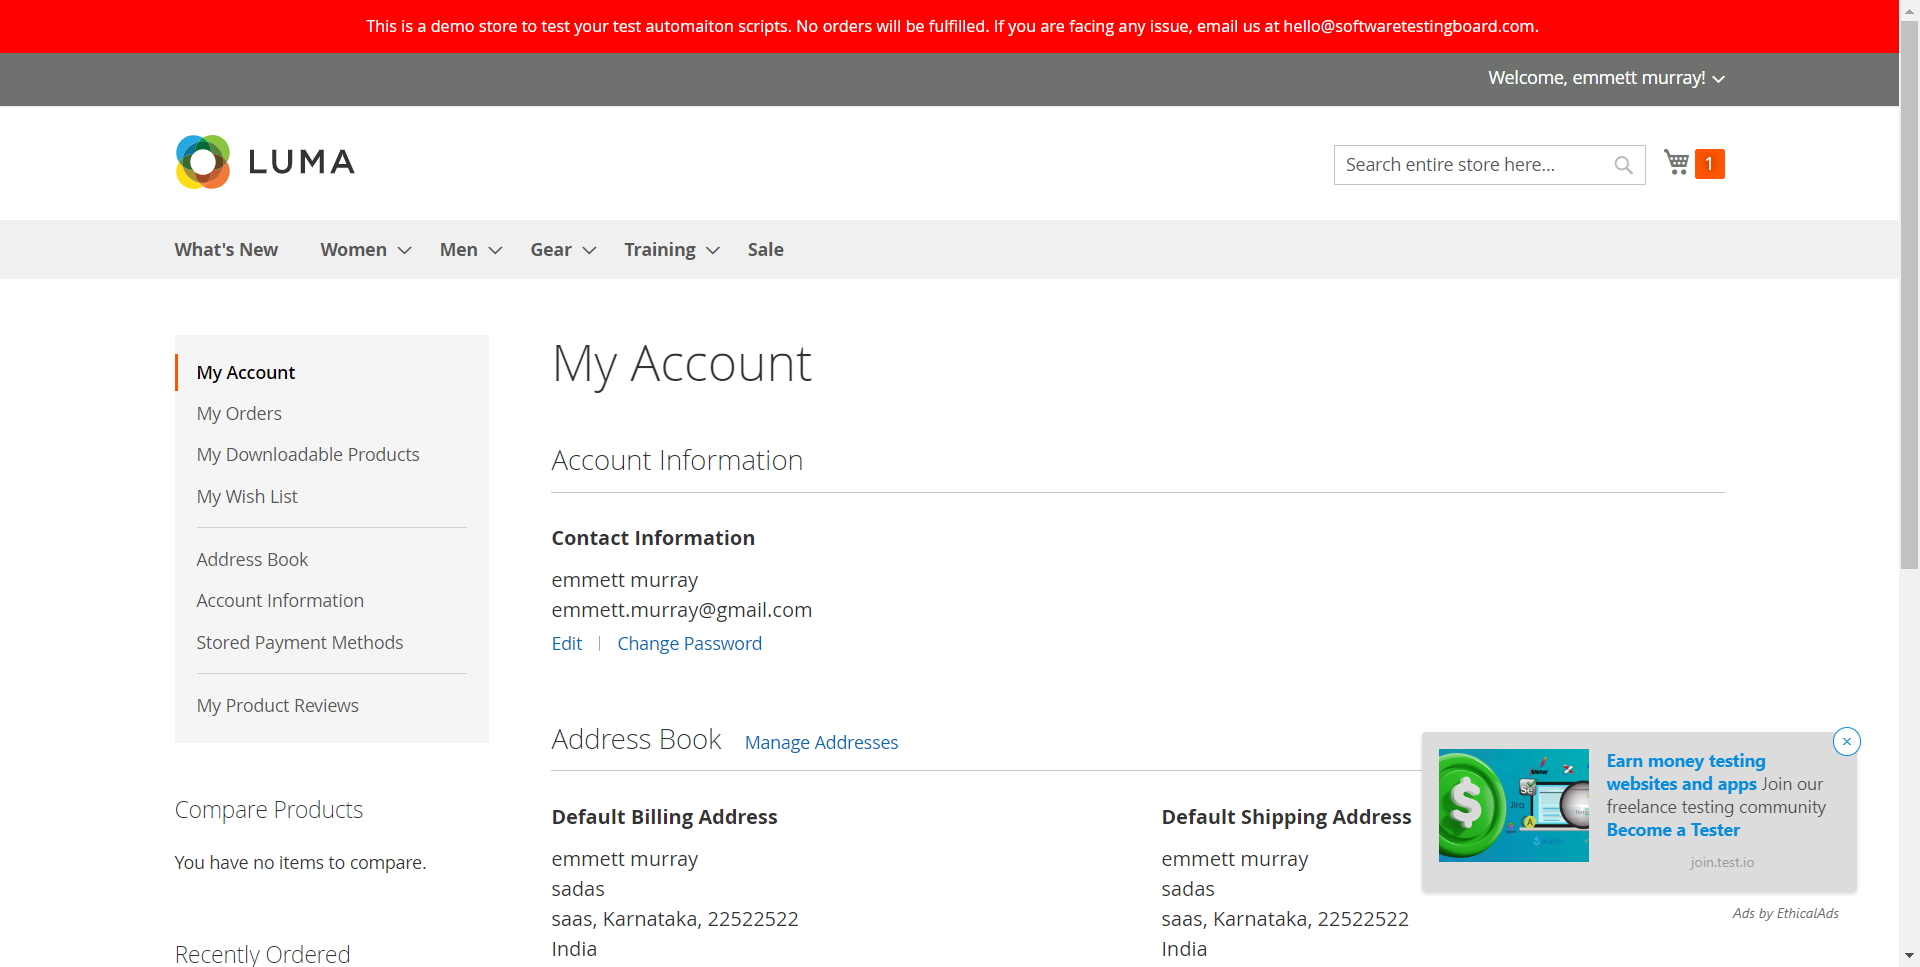 This is a demo store to test your test automaiton scripts. No orders will be fulfilled. If you are facing any issue, email us at hello@softwaretestingboard.com.
Welcome, emmett murray!
LUMA
Search entire store here...
1
What's New
Women
Men
Gear
Training
Sale
My Account
My Orders
My Downloadable Products
My Wish List
Address Book
Account Information
Stored Payment Methods
My Product Reviews
Compare Products
You have no items to compare.
Recently Ordered
My Account
Account Information
Contact Information
emmett murray
emmett.murray@gmail.com
Edit
Change Password
Address Book
Manage Addresses
Default Billing Address
emmett murray
sadas
saas, Karnataka, 22522522
India
Default Shipping Address
emmett murray
sadas
saas, Karnataka, 22522522
India
Earn money testing
websites and apps Join our
freelance testing community
Become a Tester
join.test.io
Ads by EthicalAds